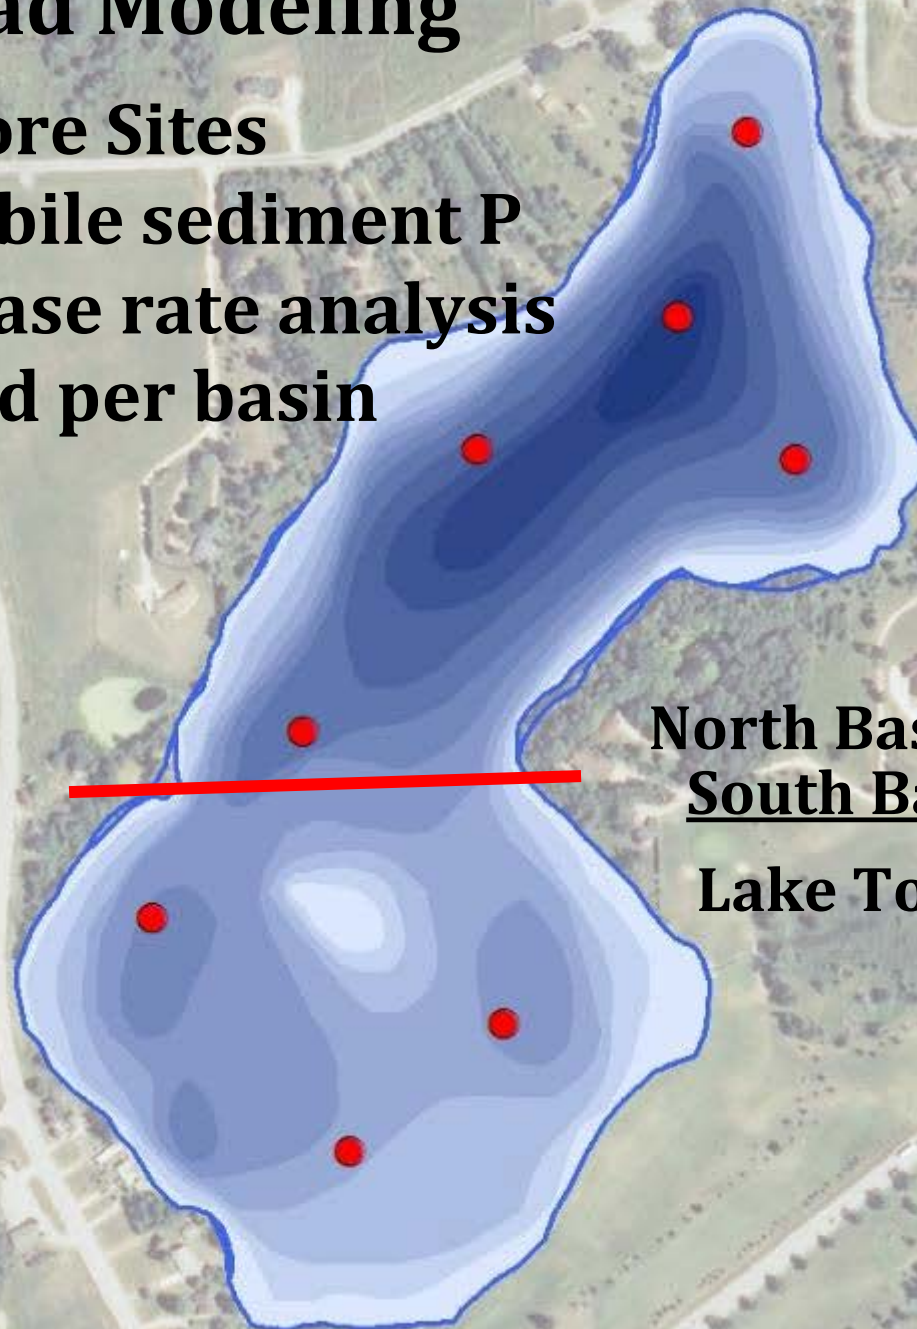 ad Modeling
ore Sites
bile sediment P
ase rate analysis
d per basin
North Bas
South Ba
Lake To